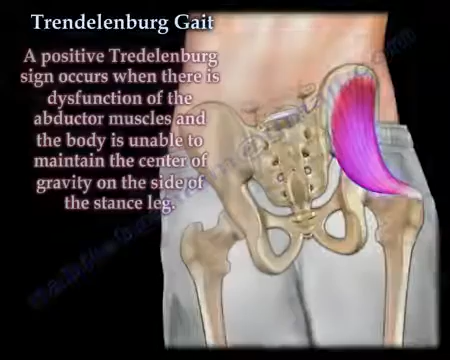 Trendelenburg Gait
A positive Tredelenburg
sign occurs when there is
dysfunction of the
abductor muscles and
the body is unable to
maintain the center of
gravity on the side of
the stance leg.